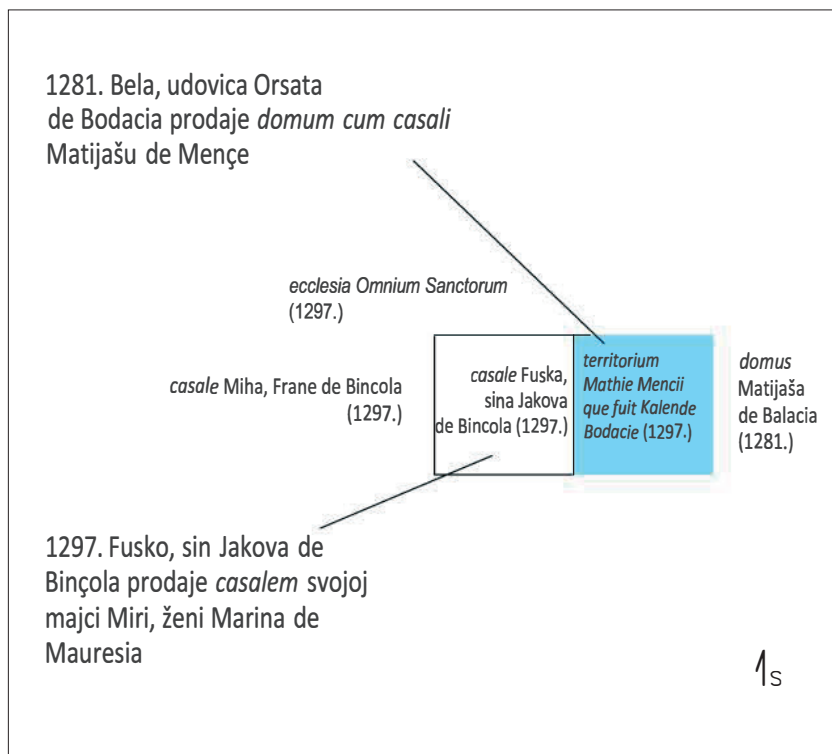 1281. Bela, udovica Orsata
de Bodacia prodaje domum cum casali
Matijašu de Mençe
ecclesia Omnium Sanctorum
(1297.)
casale Miha, Frane de Bincola
(1297.)
casale Fuska,
sina Jakova
de Bincola (1297.)
territorium
Mathie Mencii
que fuit Kalende
Bodacie (1297.)
domus
Matijaša
de Balacia
(1281.)
1297. Fusko, sin Jakova de
Binçola prodaje casalem svojoj
majci Miri, ženi Marina de
Mauresia
S